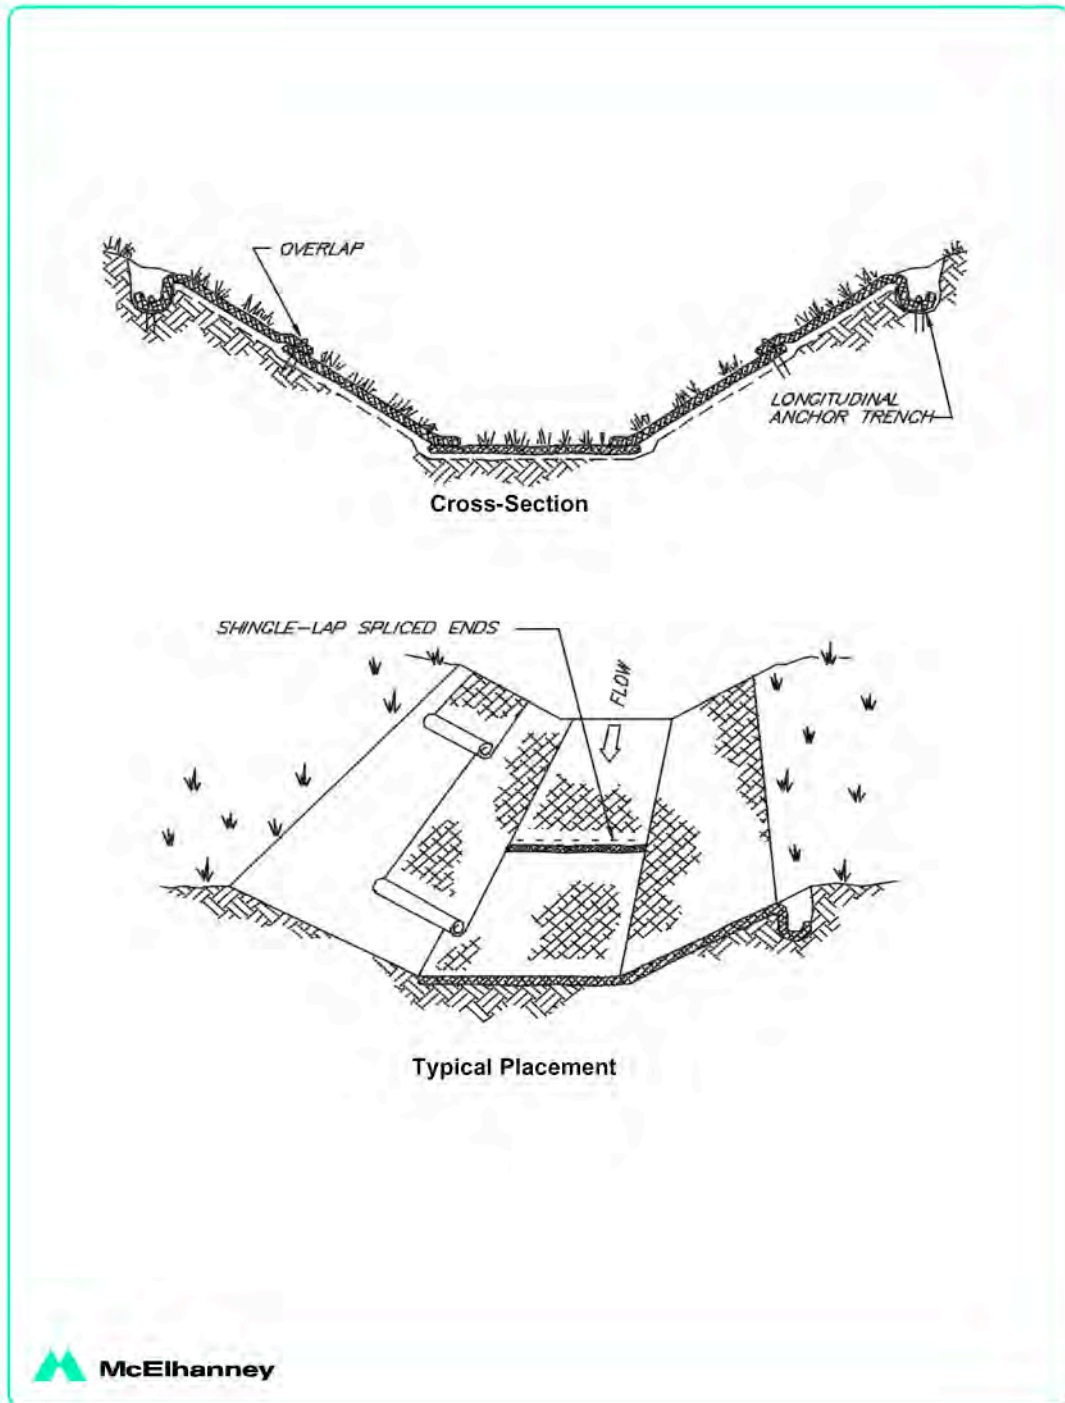 OVERLAP
LONGITUDINAL
ANCHOR TRENCH
Cross-Section
SHINGLE-LAP SPLICED ENDS
FLOW
Typical Placement
McElhanney